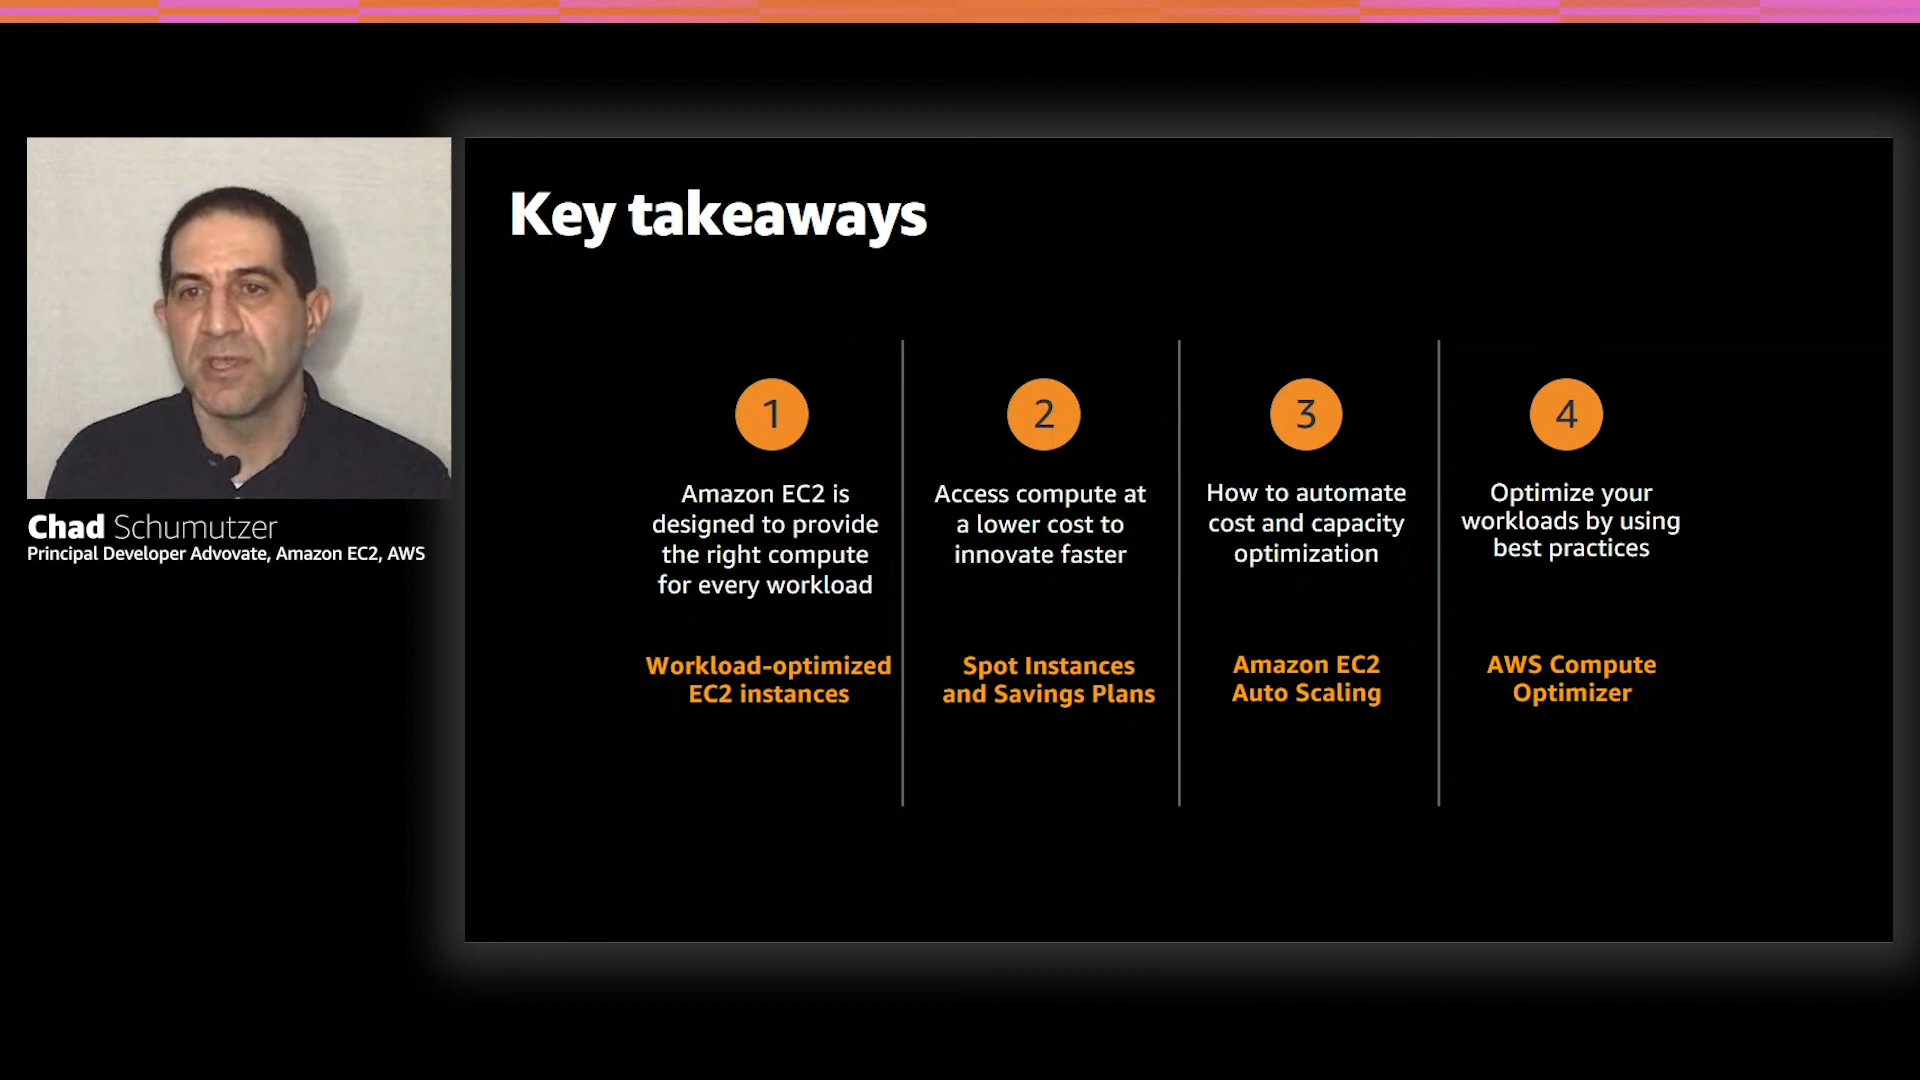 Key takeaways
1
Amazon EC2 is
designed to provide
the right compute
for every workload
Workload-optimized
EC2 instances
2
Access compute at
a lower cost to
innovate faster
Spot Instances
and Savings Plans
3
How to automate
cost and capacity
optimization
Amazon EC2
Auto Scaling
4
Optimize your
workloads by using
best practices
AWS Compute
Optimizer
Chad Schumutzer
Principal Developer Advovate, Amazon EC2, AWS